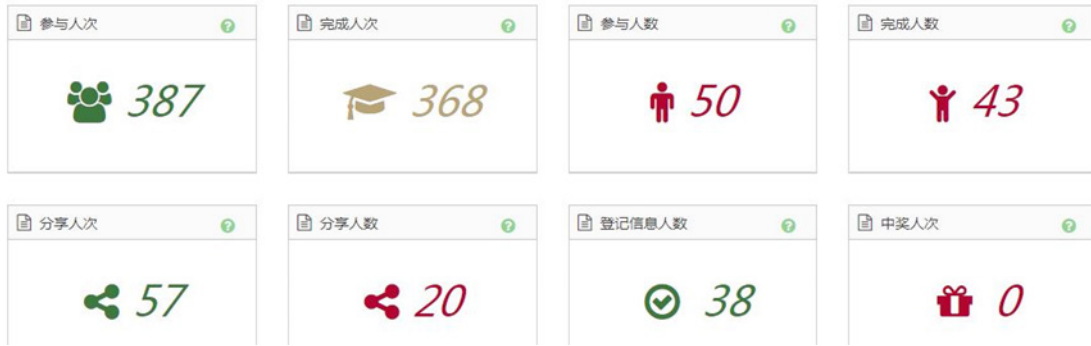 参与人次
完成人次
参与人数
完成人数
387
368
50
43
分享人次
分享人数
登记信息人数
中奖人次
57
20
38
0